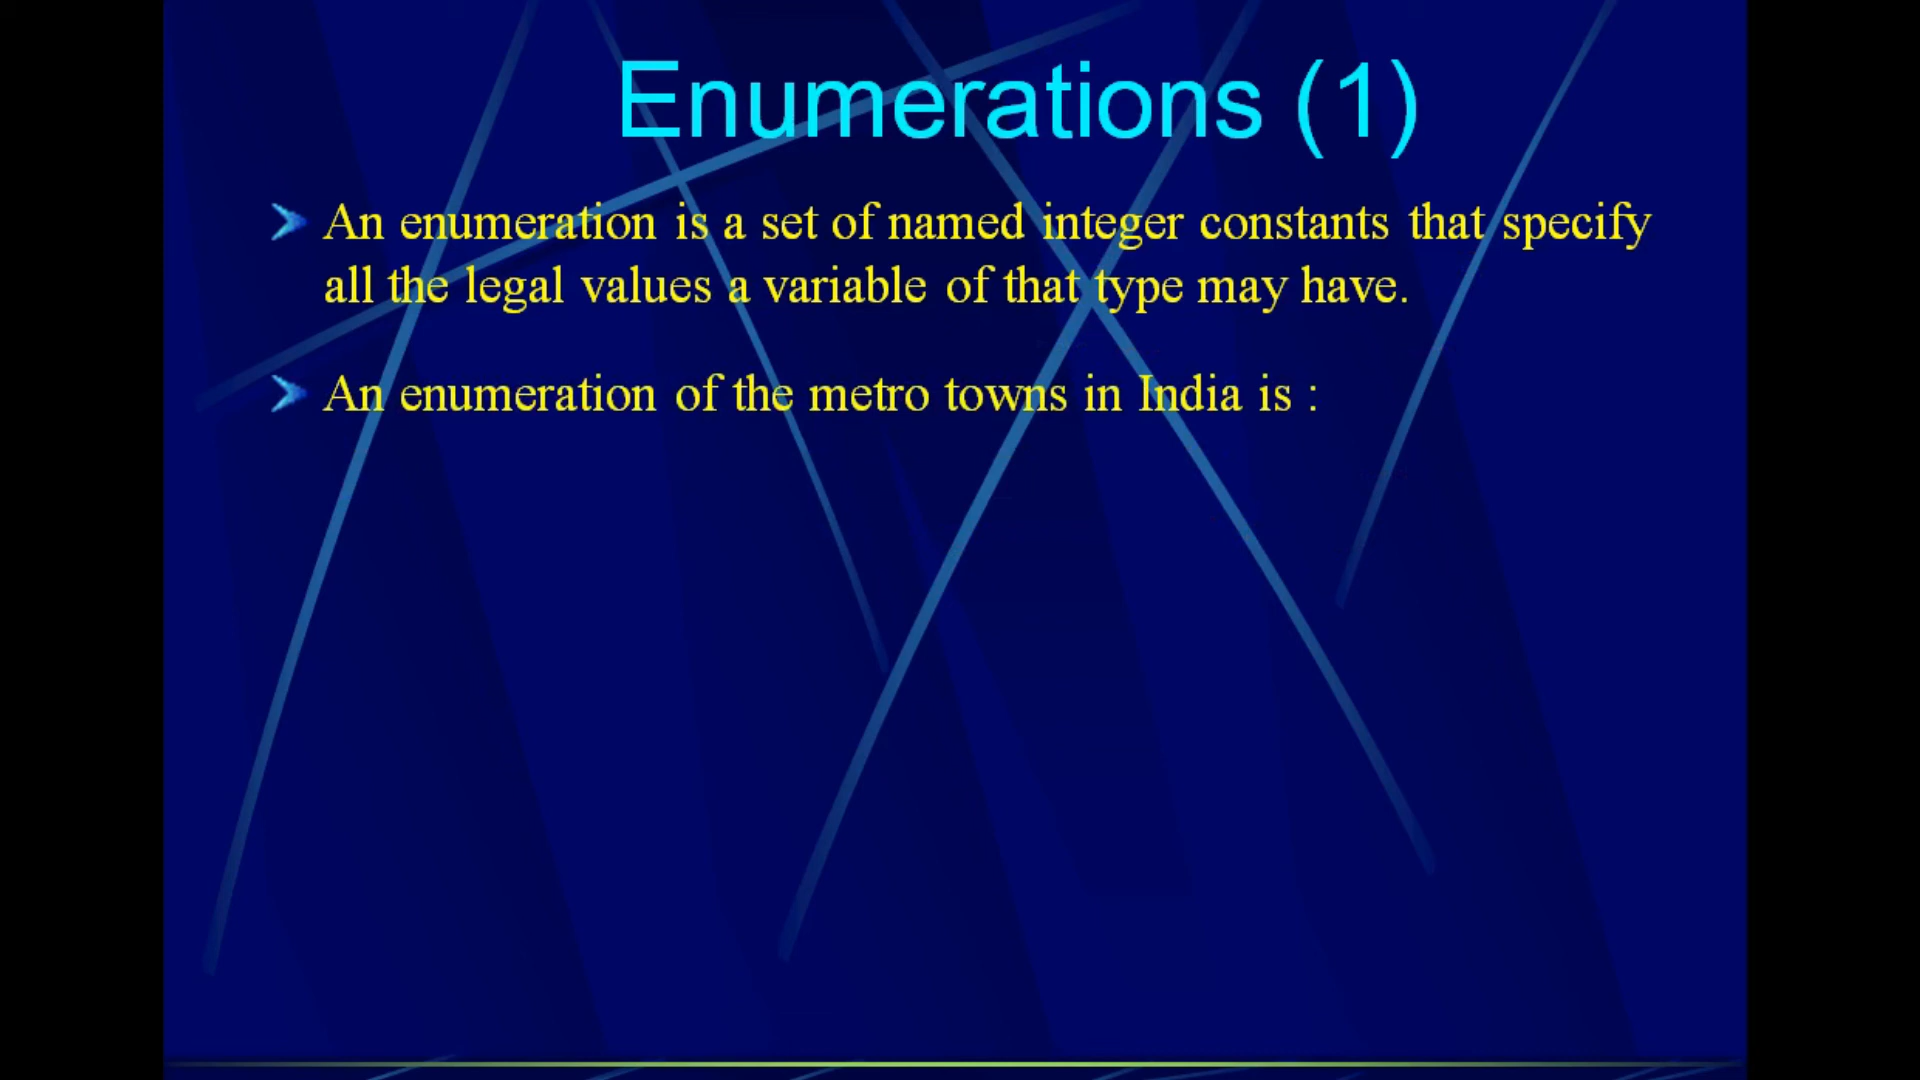 Enumerations (1)
An enumeration is a set of named integer constants that specify
all the legal values a variable of that type may have.
An enumeration of the metro towns in India is :